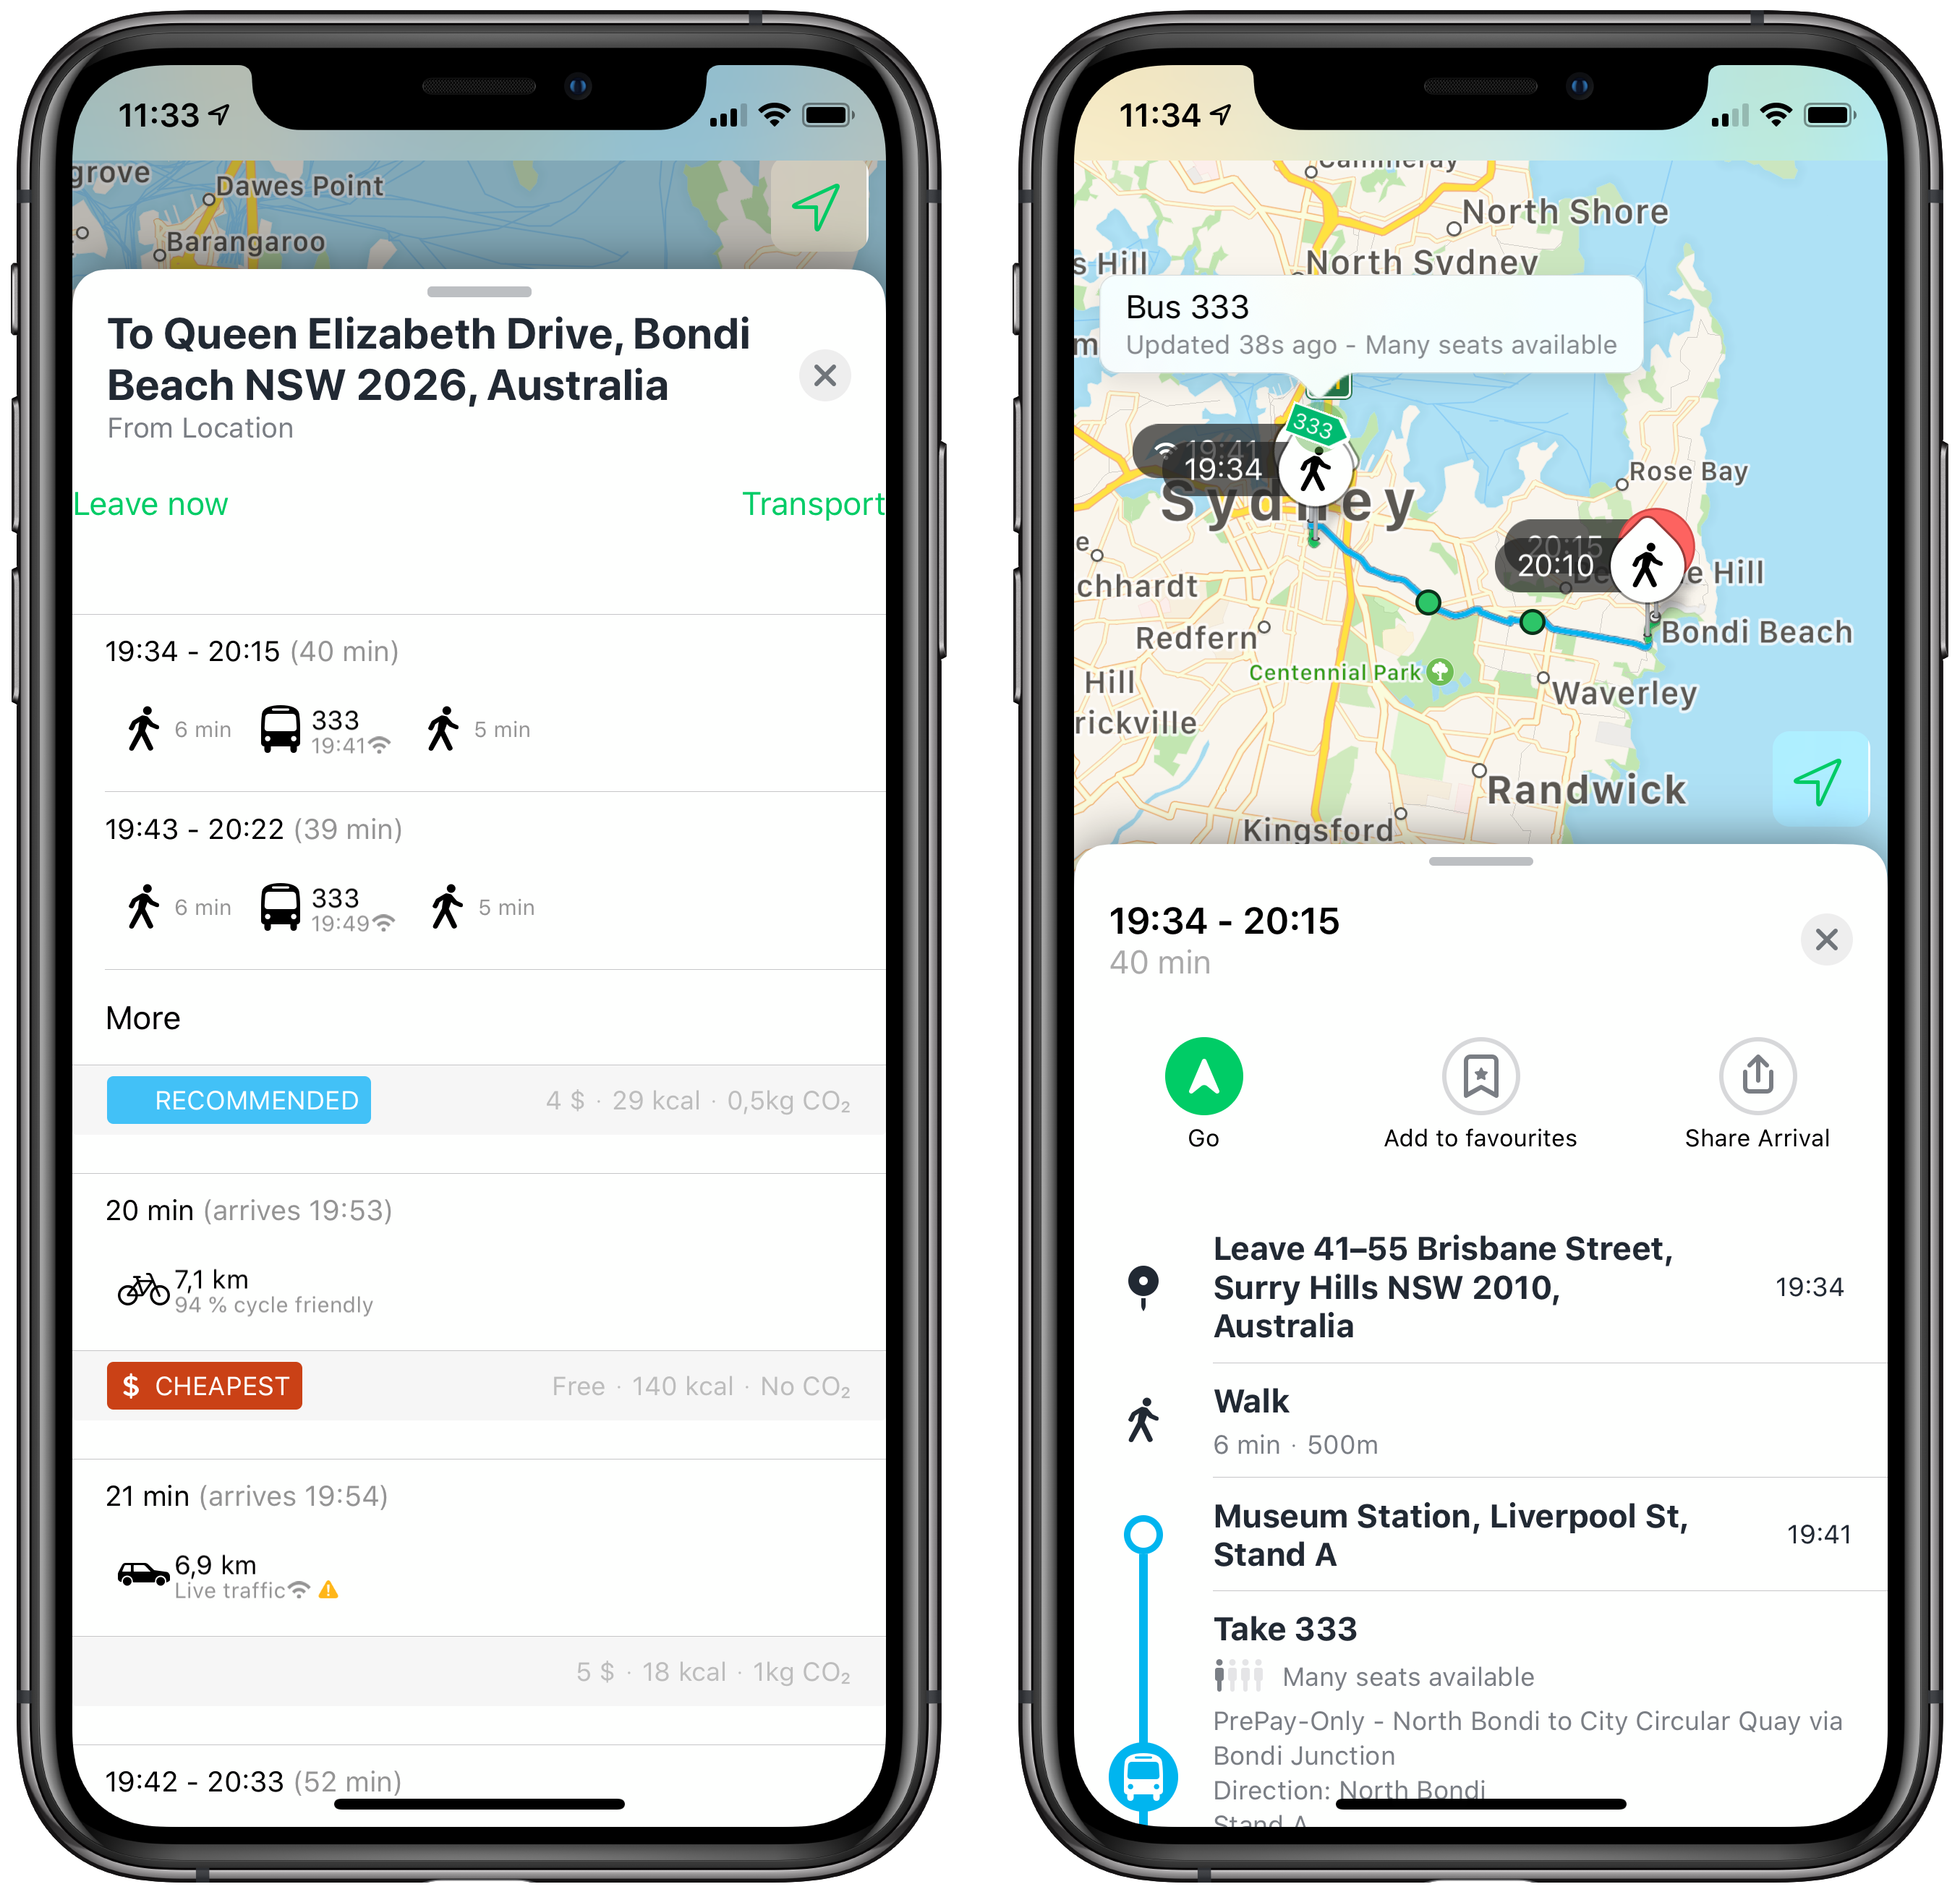 11:33
grove
Dawes Point
Barangaroo
To Queen Elizabeth Drive, Bondi
Beach NSW 2026, Australia
From Location
Leave now
Transport
19:34 - 20:15 (40 min)
6 min
333
19:41
5 min
19:43 - 20:22 (39 min)
6 min
333
19:49
5 min
More
RECOMMENDED
4 $ · 29 kcal · 0,5kg CO₂
20 min (arrives 19:53)
7,1 km
94 % cycle friendly
$ CHEAPEST
Free · 140 kcal · No CO₂
21 min (arrives 19:54)
6,9 km
Live traffic
5 $ · 18 kcal · 1kg CO₂
19:42 - 20:33 (52 min)
11:34
Cammeray
North Shore
s Hill
North Sydney
Bus 333
m
Updated 38s ago - Many seats available
333
19:41
19:34
Sydney
Rose Bay
e
20:15
20:10
e Hill
chhardt
Redfern
Bondi Beach
Centennial Park
Hill
Waverley
rickville
Randwick
Kingsford
19:34 - 20:15
40 min
Go
Add to favourites
Share Arrival
Leave 41–55 Brisbane Street,
Surry Hills NSW 2010,
Australia
19:34
Walk
6 min · 500m
Museum Station, Liverpool St,
Stand A
19:41
Take 333
Many seats available
PrePay-Only - North Bondi to City Circular Quay via
Bondi Junction
Direction: North Bondi
Stand A